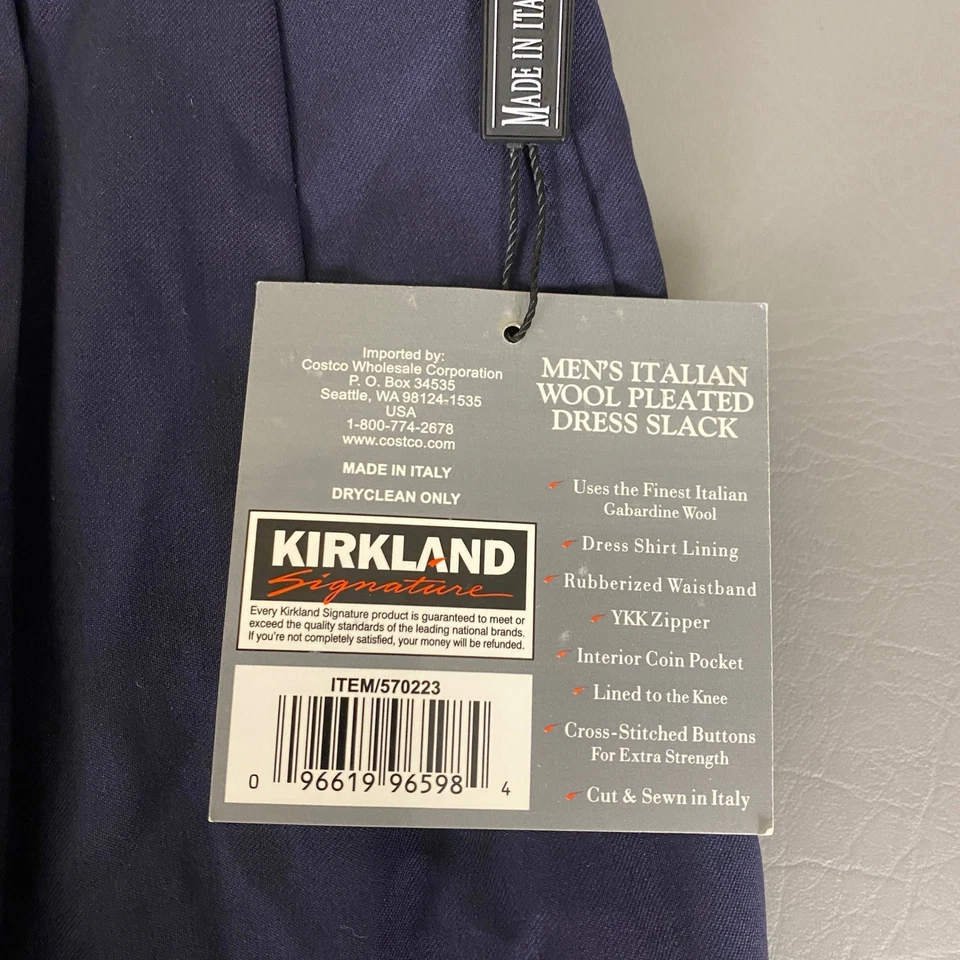 MADE IN ITA
Imported by:
Costco Wholesale Corporation
P. O. Box 34535
Seattle, WA 98124-1535
USA
1-800-774-2678
www.costco.com
MADE IN ITALY
DRYCLEAN ONLY
KIRKLAND
Signature
Every Kirkland Signature product is guaranteed to meet or
exceed the quality standards of the leading national brands.
If you're not completely satisfied, your money will be refunded.
ITEM/570223
0 96619 96598 4
MEN'S ITALIAN
WOOL PLEATED
DRESS SLACK
Uses the Finest Italian
Gabardine Wool
Dress Shirt Lining
Rubberized Waistband
YKK Zipper
Interior Coin Pocket
Lined to the Knee
Cross-Stitched Buttons
For Extra Strength
Cut & Sewn in Italy